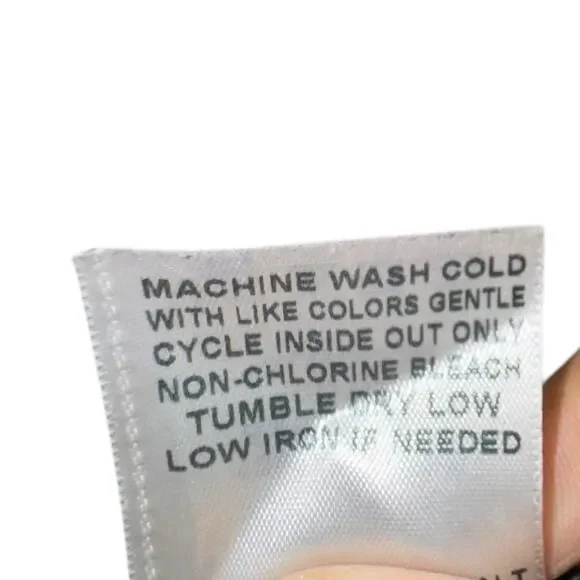 MACHINE WASH COLD
WITH LIKE COLORS GENTLE
CYCLE INSIDE OUT ONLY
NON-CHLORINE BLEACH
TUMBLE DRY LOW
LOW IRON IF NEEDED